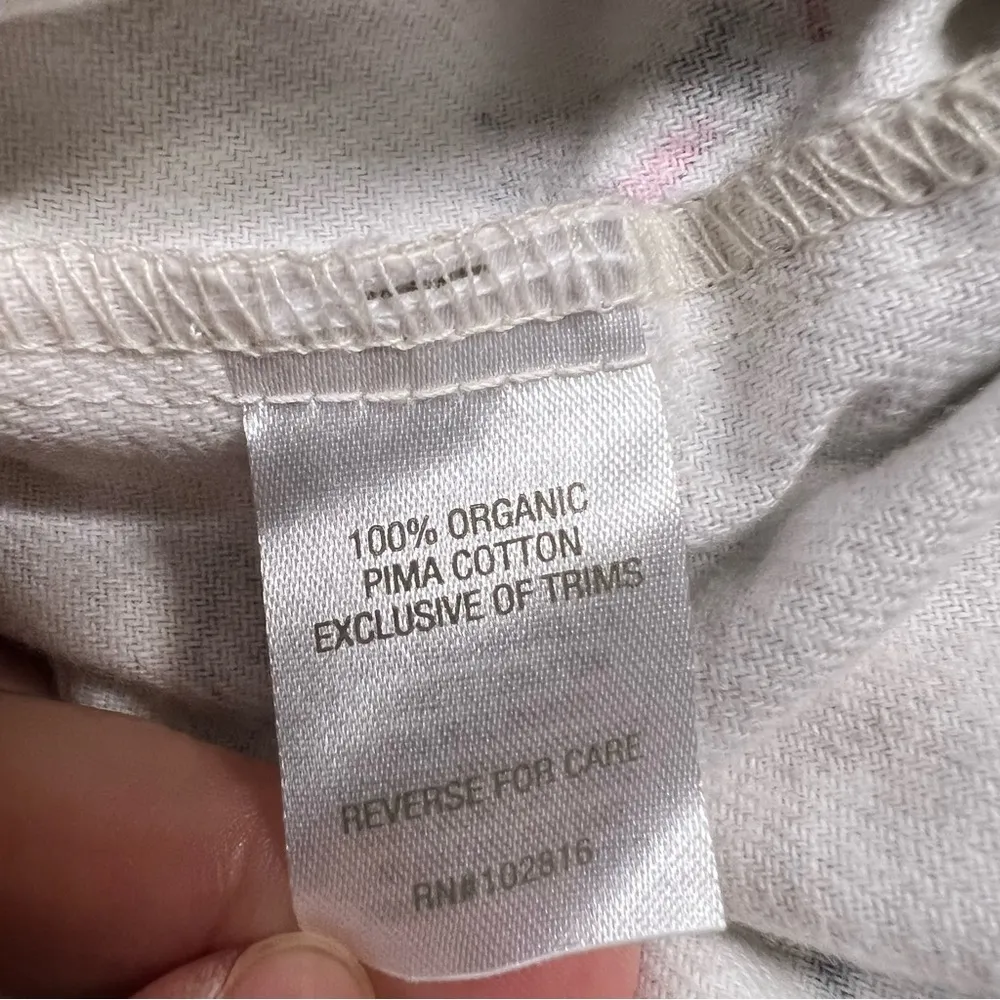 100% ORGANIC
PIMA COTTON
EXCLUSIVE OF TRIMS
REVERSE FOR CARE
RN#102816